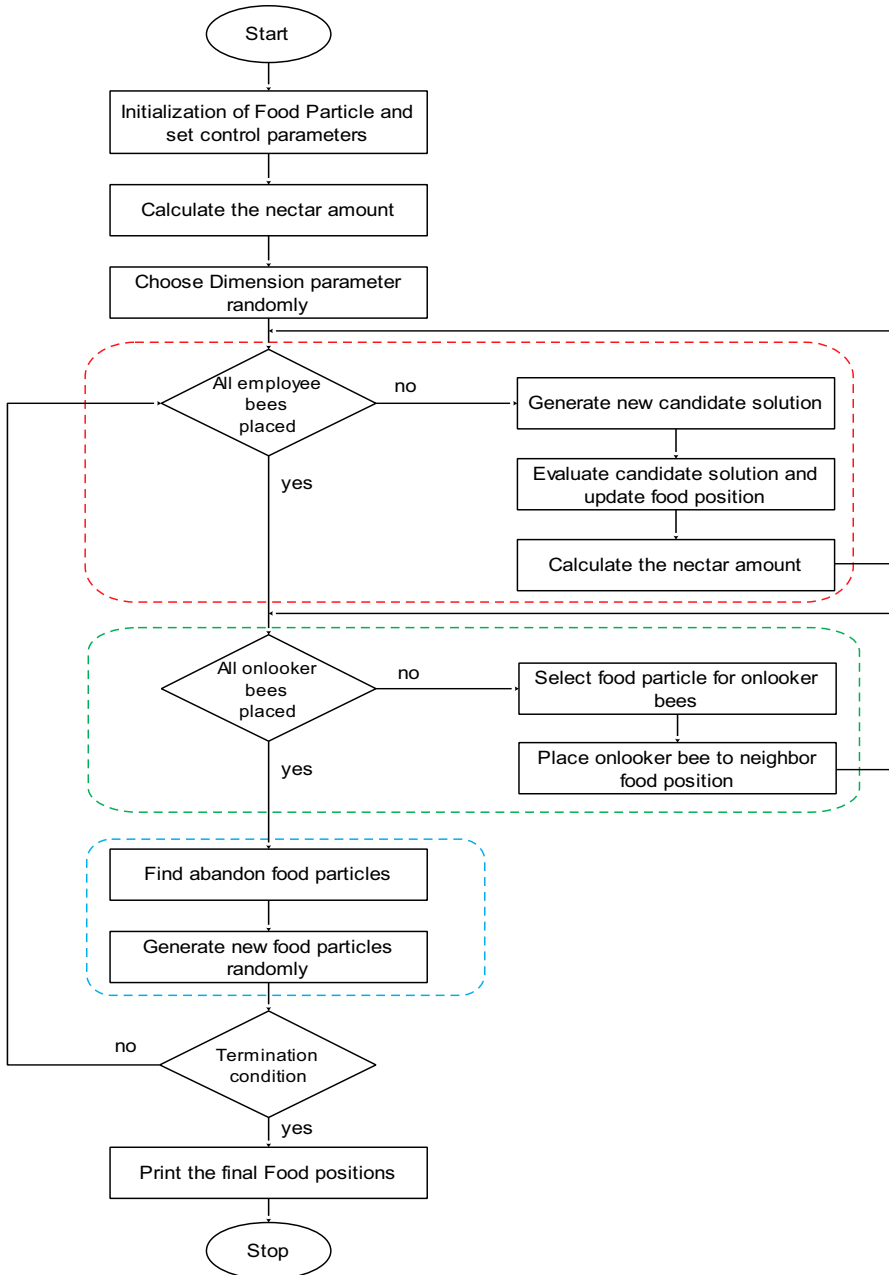 Start
Initialization of Food Particle and
set control parameters
Calculate the nectar amount
Choose Dimension parameter
randomly
All employee
bees
placed
no
yes
Generate new candidate solution
Evaluate candidate solution and
update food position
Calculate the nectar amount
All onlooker
bees
placed
no
yes
Select food particle for onlooker
bees
Place onlooker bee to neighbor
food position
Find abandon food particles
Generate new food particles
randomly
Termination
condition
no
yes
Print the final Food positions
Stop